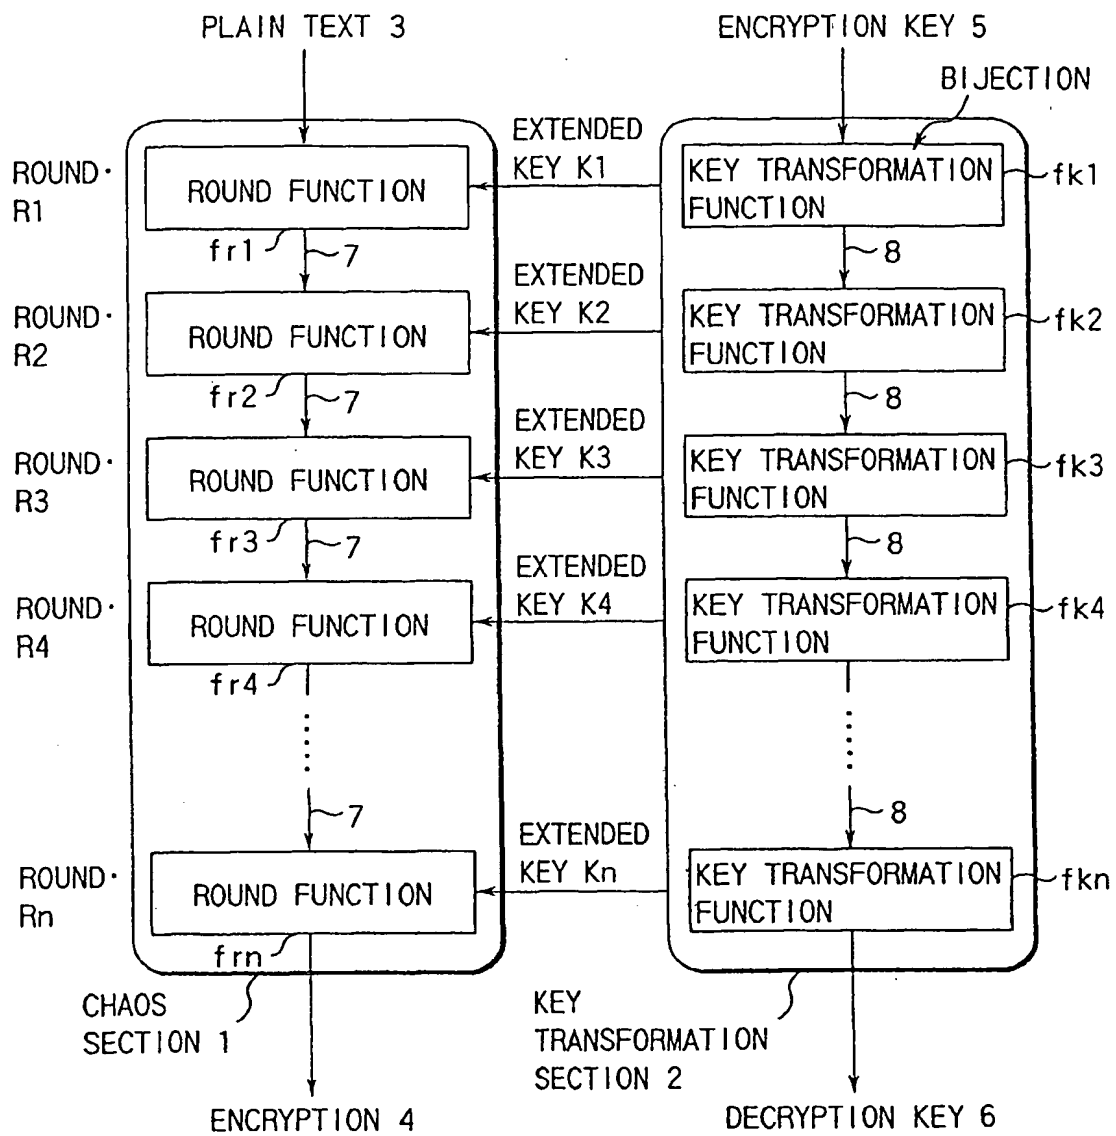 PLAIN TEXT 3
ENCRYPTION KEY 5
BIJECTION
ROUND·
R1
ROUND FUNCTION
fr1
7
EXTENDED
KEY K1
KEY TRANSFORMATION
FUNCTION
fk1
8
ROUND·
R2
ROUND FUNCTION
fr2
7
EXTENDED
KEY K2
KEY TRANSFORMATION
FUNCTION
fk2
8
ROUND·
R3
ROUND FUNCTION
fr3
7
EXTENDED
KEY K3
KEY TRANSFORMATION
FUNCTION
fk3
8
ROUND·
R4
ROUND FUNCTION
fr4
EXTENDED
KEY K4
KEY TRANSFORMATION
FUNCTION
fk4
7
8
ROUND·
Rn
ROUND FUNCTION
frn
EXTENDED
KEY Kn
KEY TRANSFORMATION
FUNCTION
fkn
CHAOS
SECTION 1
KEY
TRANSFORMATION
SECTION 2
ENCRYPTION 4
DECRYPTION KEY 6